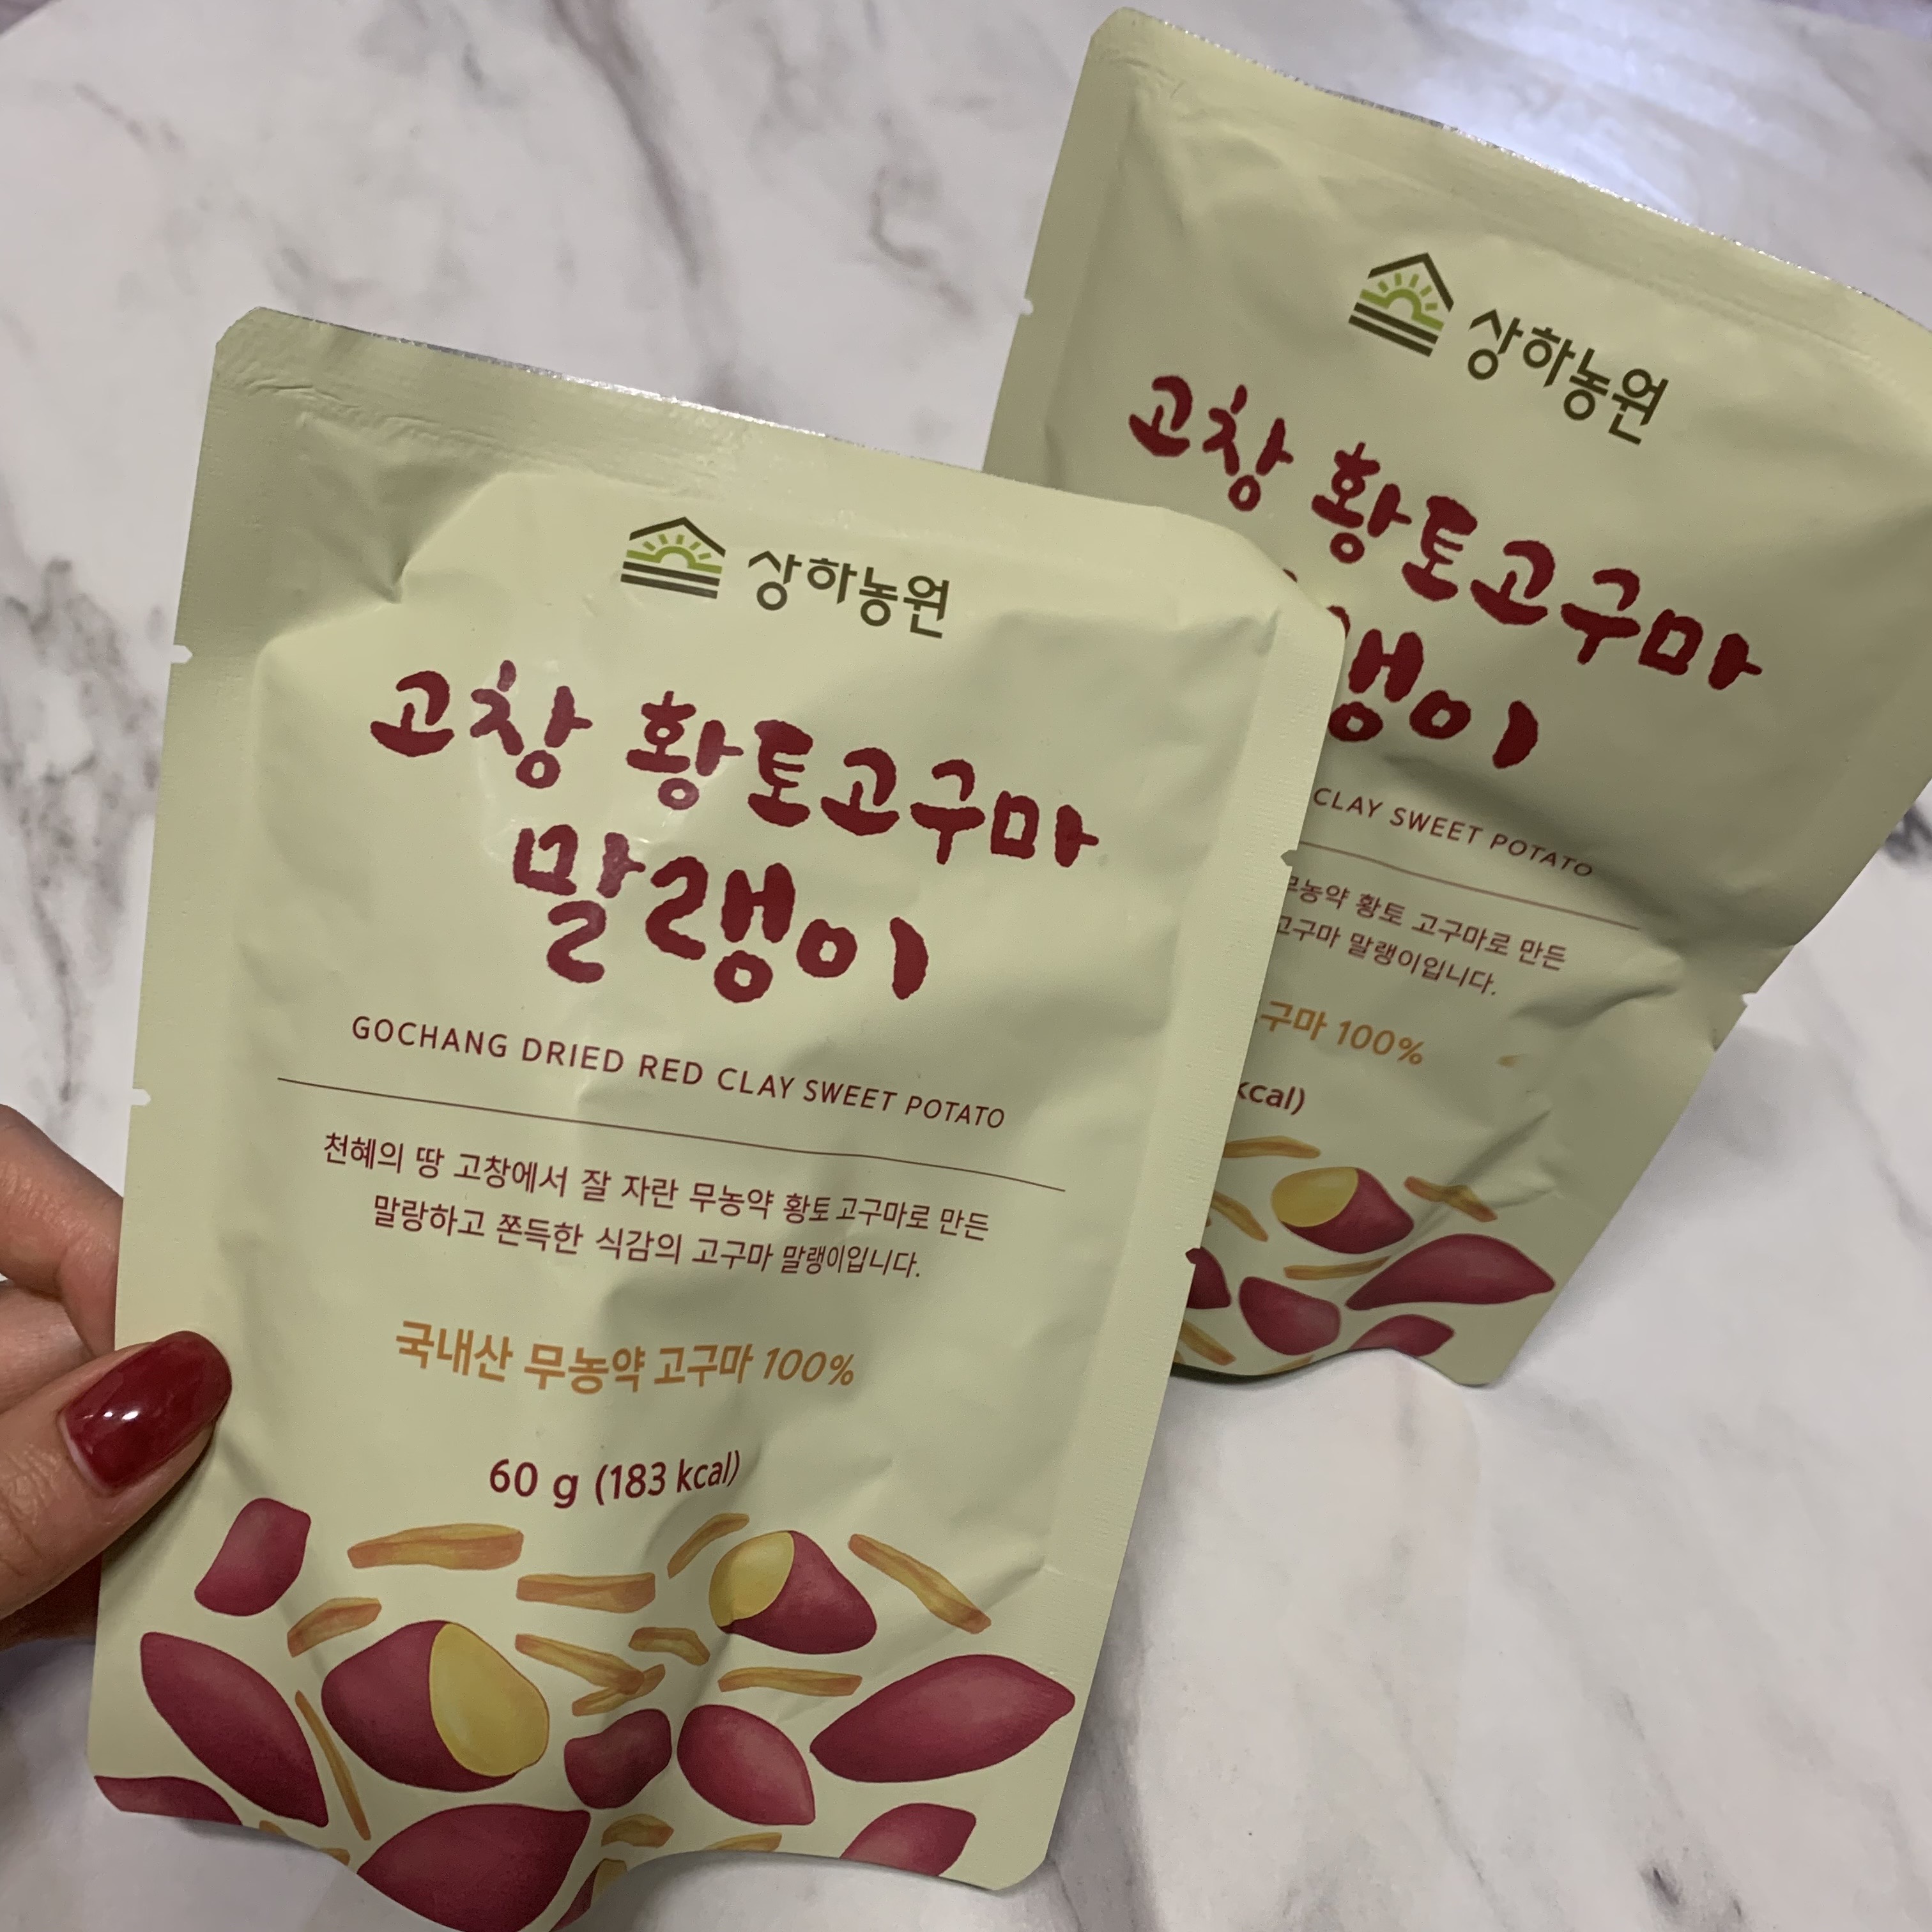 상하농원
고창 황토고구마
말랭이
GOCHANG DRIED RED CLAY SWEET POTATO
천혜의 땅 고창에서 잘 자란 무농약 황토 고구마로 만든
말랑하고 쫀득한 식감의 고구마 말랭이입니다.
국내산 무농약 고구마 100%
60 g (183 kcal)
상하농원
고창 황토고구마
랭이
CLAY SWEET POTATO
무농약 황토 고구마로 만든
고구마 말랭이입니다.
구마 100%
kcal)